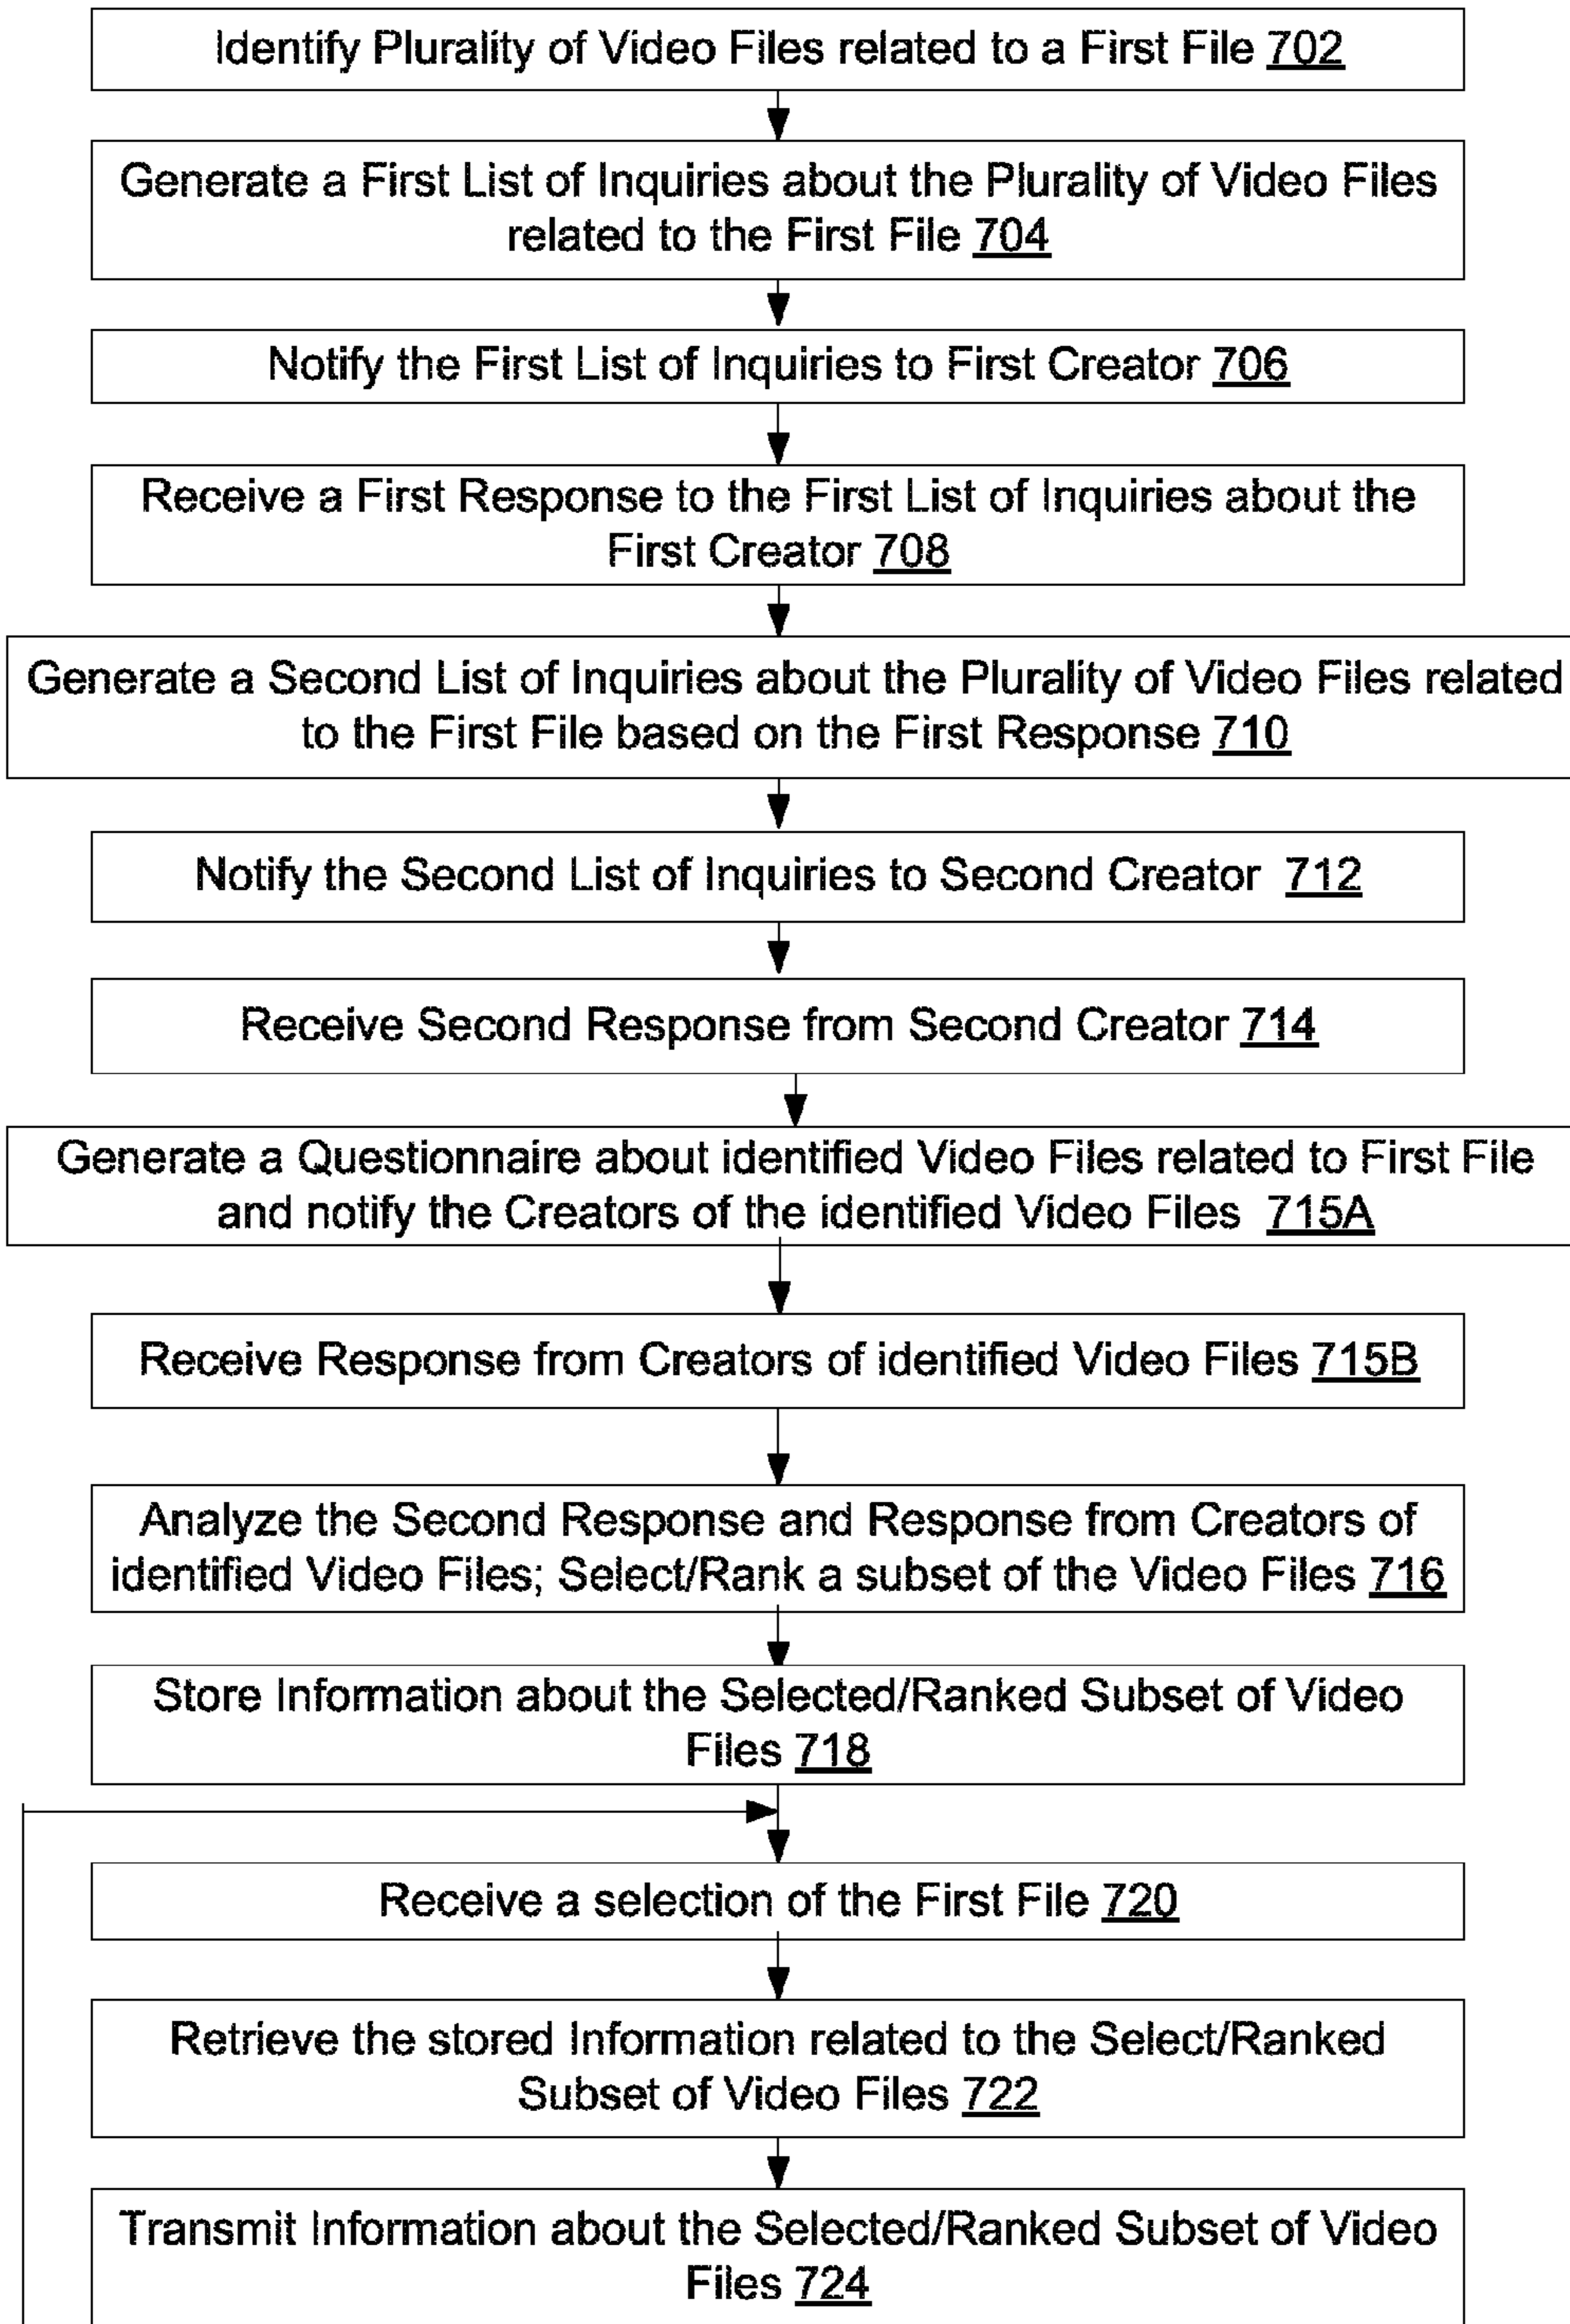 Identify Plurality of Video Files related to a First File 702
Generate a First List of Inquiries about the Plurality of Video Files
related to the First File 704
Notify the First List of Inquiries to First Creator 706
Receive a First Response to the First List of Inquiries about the
First Creator 708
Generate a Second List of Inquiries about the Plurality of Video Files related
to the First File based on the First Response 710
Notify the Second List of Inquiries to Second Creator 712
Receive Second Response from Second Creator 714
Generate a Questionnaire about identified Video Files related to First File
and notify the Creators of the identified Video Files 715A
Receive Response from Creators of identified Video Files 715B
Analyze the Second Response and Response from Creators of
identified Video Files; Select/Rank a subset of the Video Files 716
Store Information about the Selected/Ranked Subset of Video
Files 718
Receive a selection of the First File 720
Retrieve the stored Information related to the Select/Ranked
Subset of Video Files 722
Transmit Information about the Selected/Ranked Subset of Video
Files 724